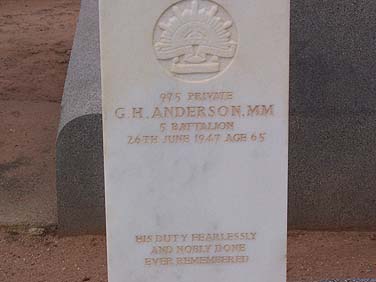 975 PRIVATE
G. H. ANDERSON, MM
5 BATTALION
26TH JUNE 1947 AGE 65
HIS DUTY FEARLESSLY
AND NOBLY DONE
EVER REMEMBERED